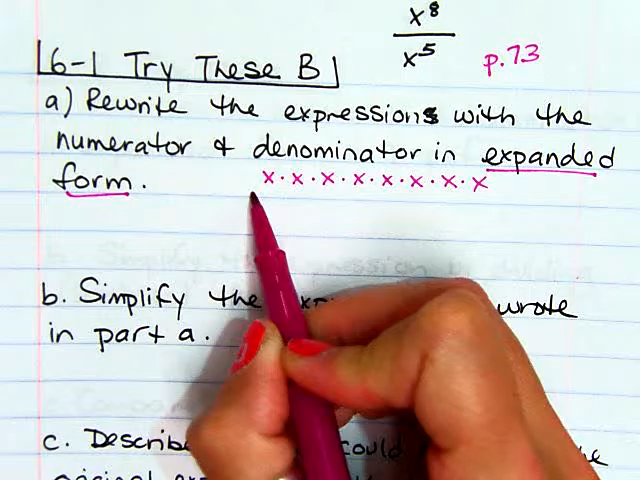 x⁸
x⁵
p.73
6-1 Try These B
a) Rewrite the expressions with the
numerator & denominator in expanded
form. x·x·x·x·x·x·x·x
b. Simplify the wrote
in part a.
c. Describe could
original